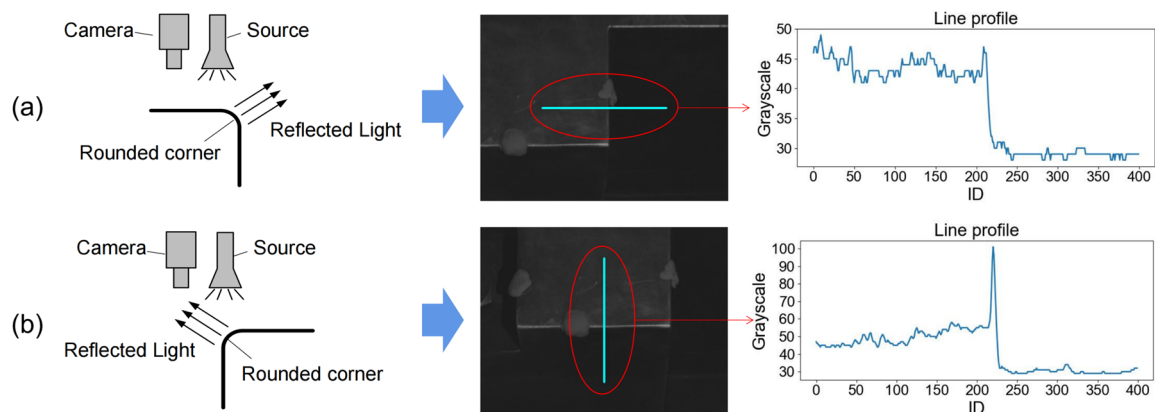 (a)
Camera
Source
Reflected Light
Rounded corner
Line profile
Grayscale
50
45
40
35
30
0 50 100 150 200 250 300 350 400
ID
(b)
Camera
Source
Reflected Light
Rounded corner
Line profile
Grayscale
100
90
80
70
60
50
40
30
0 50 100 150 200 250 300 350 400
ID